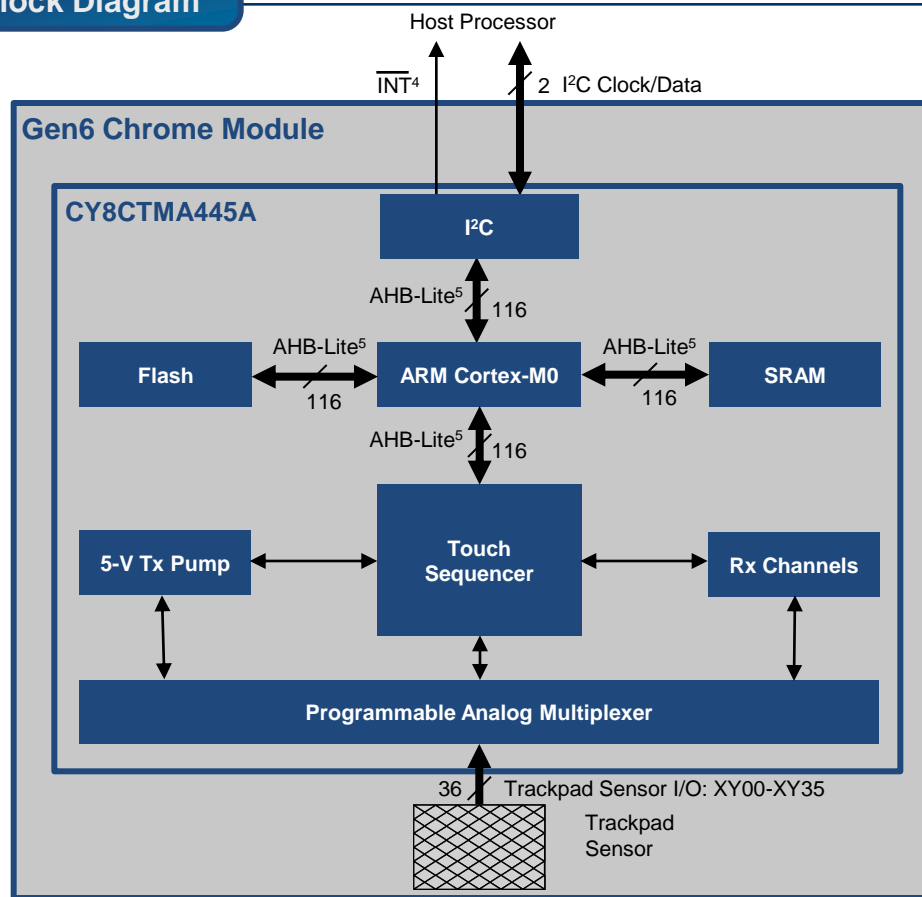 lock Diagram
Host Processor
INT⁴
2 I²C Clock/Data
Gen6 Chrome Module
CY8CTMA445A
I²C
AHB-Lite⁵
116
AHB-Lite⁵
AHB-Lite⁵
Flash
ARM Cortex-M0
SRAM
116
116
AHB-Lite⁵
116
5-V Tx Pump
Touch
Sequencer
Rx Channels
Programmable Analog Multiplexer
36 Trackpad Sensor I/O: XY00-XY35
Trackpad
Sensor